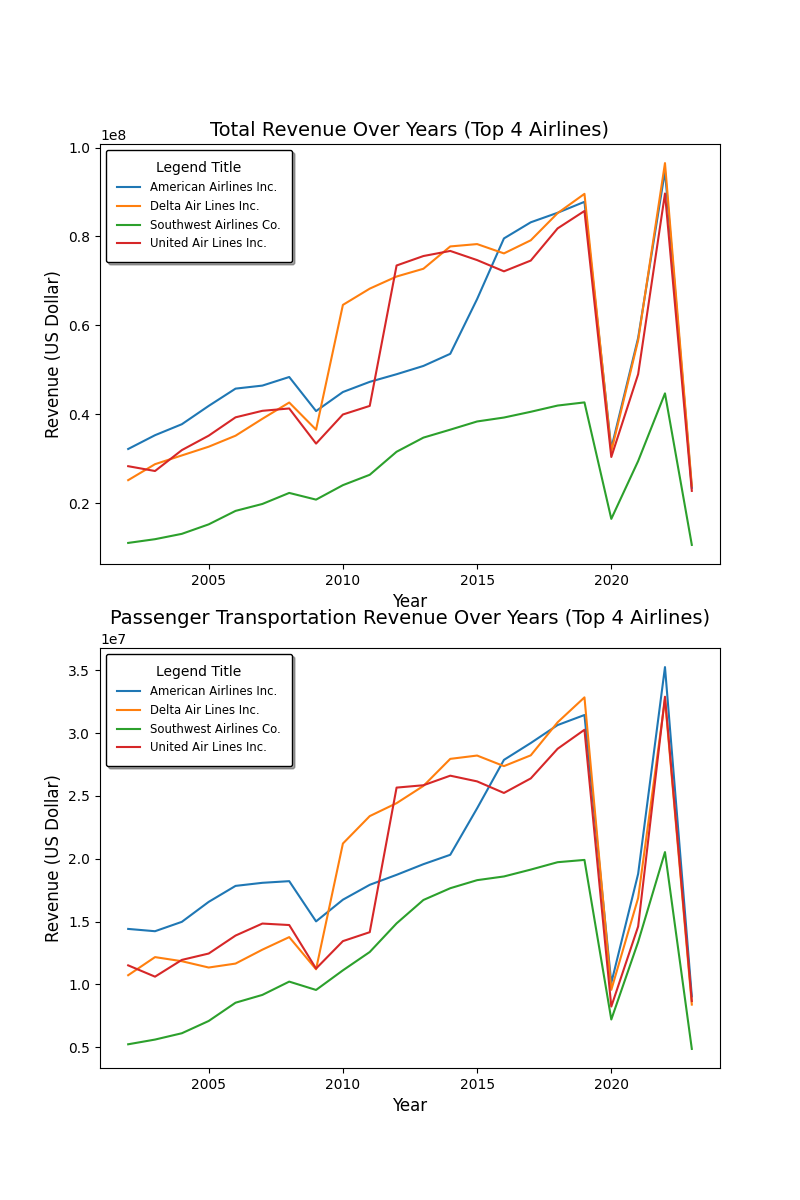 Total Revenue Over Years (Top 4 Airlines)
1e8
Legend Title
American Airlines Inc.
Delta Air Lines Inc.
Southwest Airlines Co.
United Air Lines Inc.
1.0
0.8
0.6
0.4
0.2
Revenue (US Dollar)
2005 2010 2015 2020
Year
Passenger Transportation Revenue Over Years (Top 4 Airlines)
1e7
Legend Title
American Airlines Inc.
Delta Air Lines Inc.
Southwest Airlines Co.
United Air Lines Inc.
3.5
3.0
2.5
2.0
1.5
1.0
0.5
Revenue (US Dollar)
2005 2010 2015 2020
Year